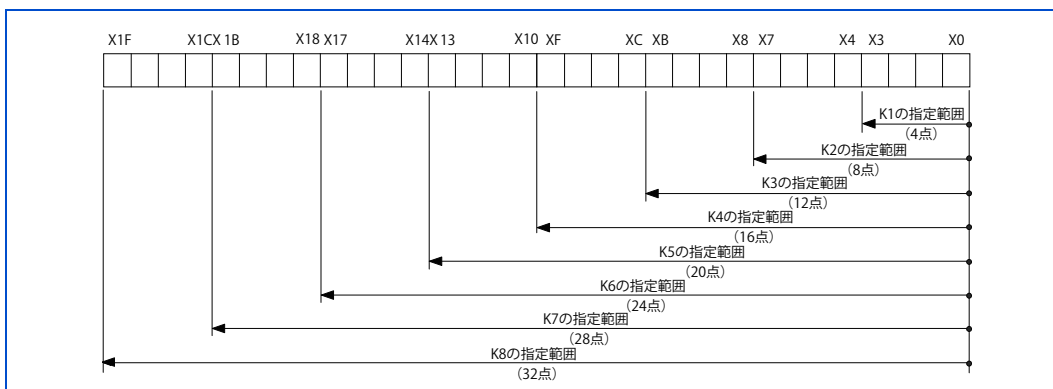 X1F X1CX 1B X18 X17 X14X 13 X10 XF XC XB X8 X7 X4 X3 X0
K1の指定範囲
(4点)
K2の指定範囲
(8点)
K3の指定範囲
(12点)
K4の指定範囲
(16点)
K5の指定範囲
(20点)
K6の指定範囲
(24点)
K7の指定範囲
(28点)
K8の指定範囲
(32点)